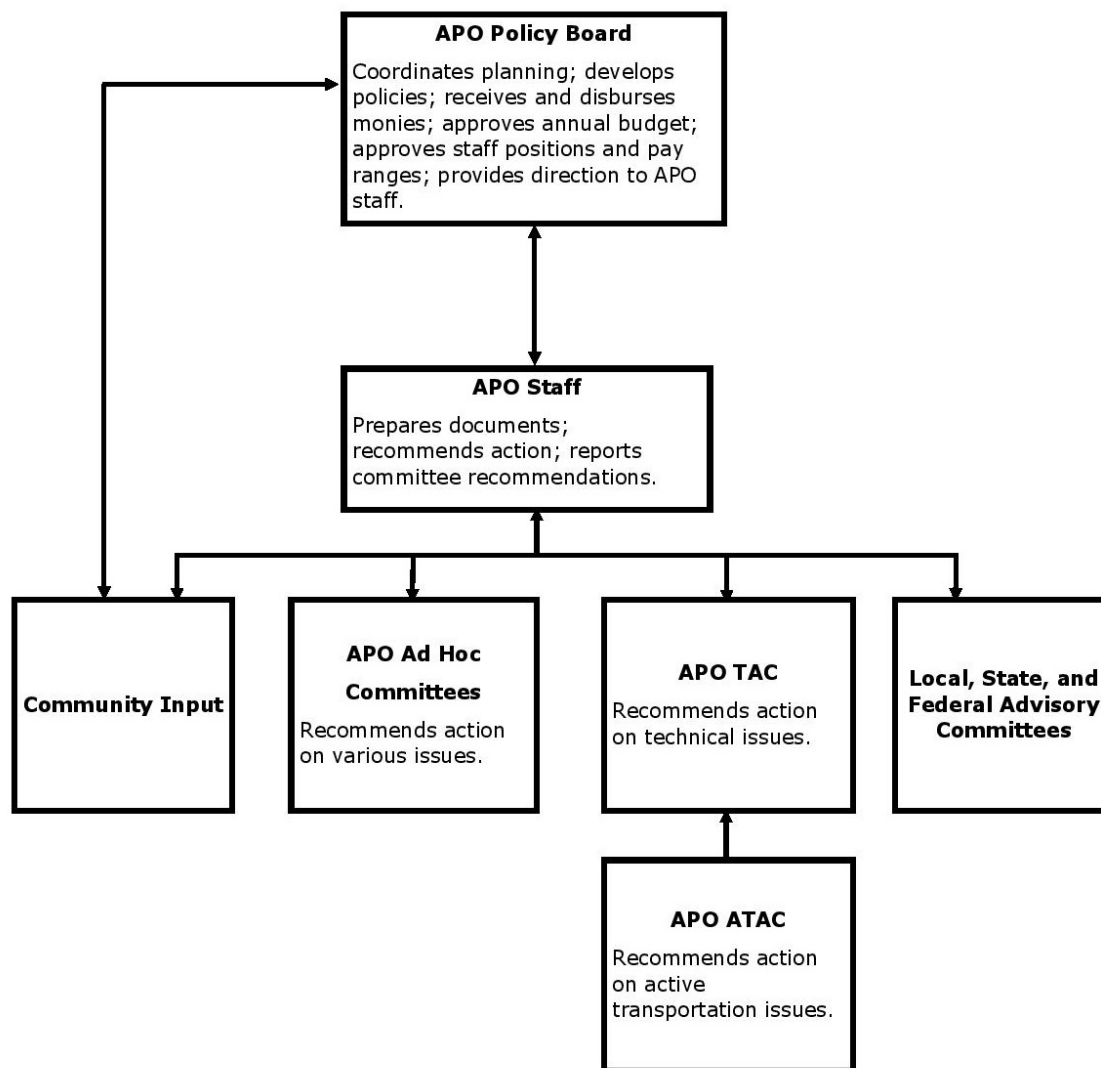 APO Policy Board
Coordinates planning; develops
policies; receives and disburses
monies; approves annual budget;
approves staff positions and pay
ranges; provides direction to APO
staff.
APO Staff
Prepares documents;
recommends action; reports
committee recommendations.
Community Input
APO Ad Hoc
Committees
Recommends action
on various issues.
APO TAC
Recommends action
on technical issues.
Local, State, and
Federal Advisory
Committees
APO ATAC
Recommends action
on active
transportation issues.